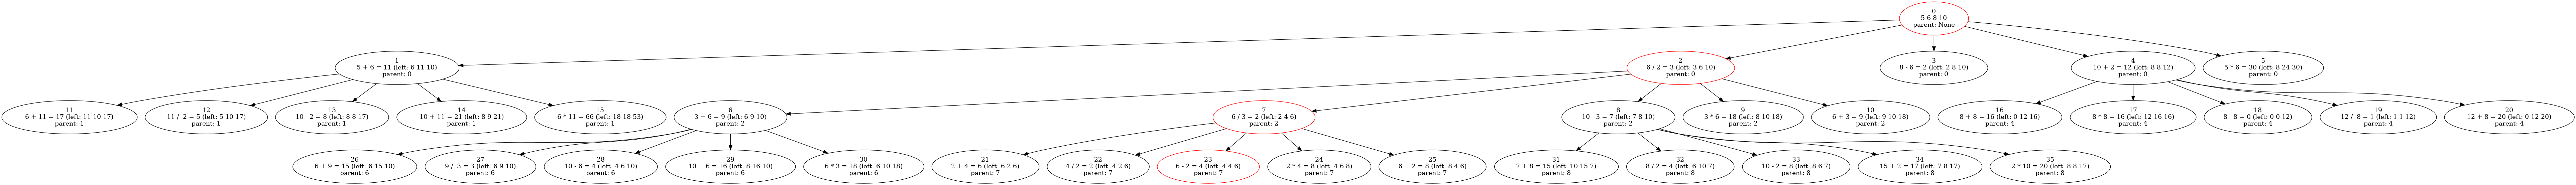 0
5 6 8 10
parent: None
1
5 + 6 = 11 (left: 6 11 10)
parent: 0
2
6 / 2 = 3 (left: 3 6 10)
parent: 0
3
8 - 6 = 2 (left: 2 8 10)
parent: 0
4
10 + 2 = 12 (left: 8 8 12)
parent: 0
5
5 * 6 = 30 (left: 8 24 30)
parent: 0
11
6 + 11 = 17 (left: 11 10 17)
parent: 1
12
11 / 2 = 5 (left: 5 10 17)
parent: 1
13
10 - 2 = 8 (left: 8 8 17)
parent: 1
14
10 + 11 = 21 (left: 8 9 21)
parent: 1
15
6 * 11 = 66 (left: 18 18 53)
parent: 1
6
3 + 6 = 9 (left: 6 9 10)
parent: 2
7
6 / 3 = 2 (left: 2 4 6)
parent: 2
8
10 - 3 = 7 (left: 7 8 10)
parent: 2
9
3 * 6 = 18 (left: 8 10 18)
parent: 2
10
6 + 3 = 9 (left: 9 10 18)
parent: 2
16
8 + 8 = 16 (left: 0 12 16)
parent: 4
17
8 * 8 = 16 (left: 12 16 16)
parent: 4
18
8 - 8 = 0 (left: 0 0 12)
parent: 4
19
12 / 8 = 1 (left: 1 1 12)
parent: 4
20
12 + 8 = 20 (left: 0 12 20)
parent: 4
26
6 + 9 = 15 (left: 6 15 10)
parent: 6
27
9 / 3 = 3 (left: 6 9 10)
parent: 6
28
10 - 6 = 4 (left: 4 6 10)
parent: 6
29
10 + 6 = 16 (left: 8 16 10)
parent: 6
30
6 * 3 = 18 (left: 6 10 18)
parent: 6
21
2 + 4 = 6 (left: 6 2 6)
parent: 7
22
4 / 2 = 2 (left: 4 2 6)
parent: 7
23
6 - 2 = 4 (left: 4 4 6)
parent: 7
24
2 * 4 = 8 (left: 4 6 8)
parent: 7
25
6 + 2 = 8 (left: 8 4 6)
parent: 7
31
7 + 8 = 15 (left: 10 15 7)
parent: 8
32
8 / 2 = 4 (left: 6 10 7)
parent: 8
33
10 - 2 = 8 (left: 8 6 7)
parent: 8
34
15 + 2 = 17 (left: 7 8 17)
parent: 8
35
2 * 10 = 20 (left: 8 8 17)
parent: 8